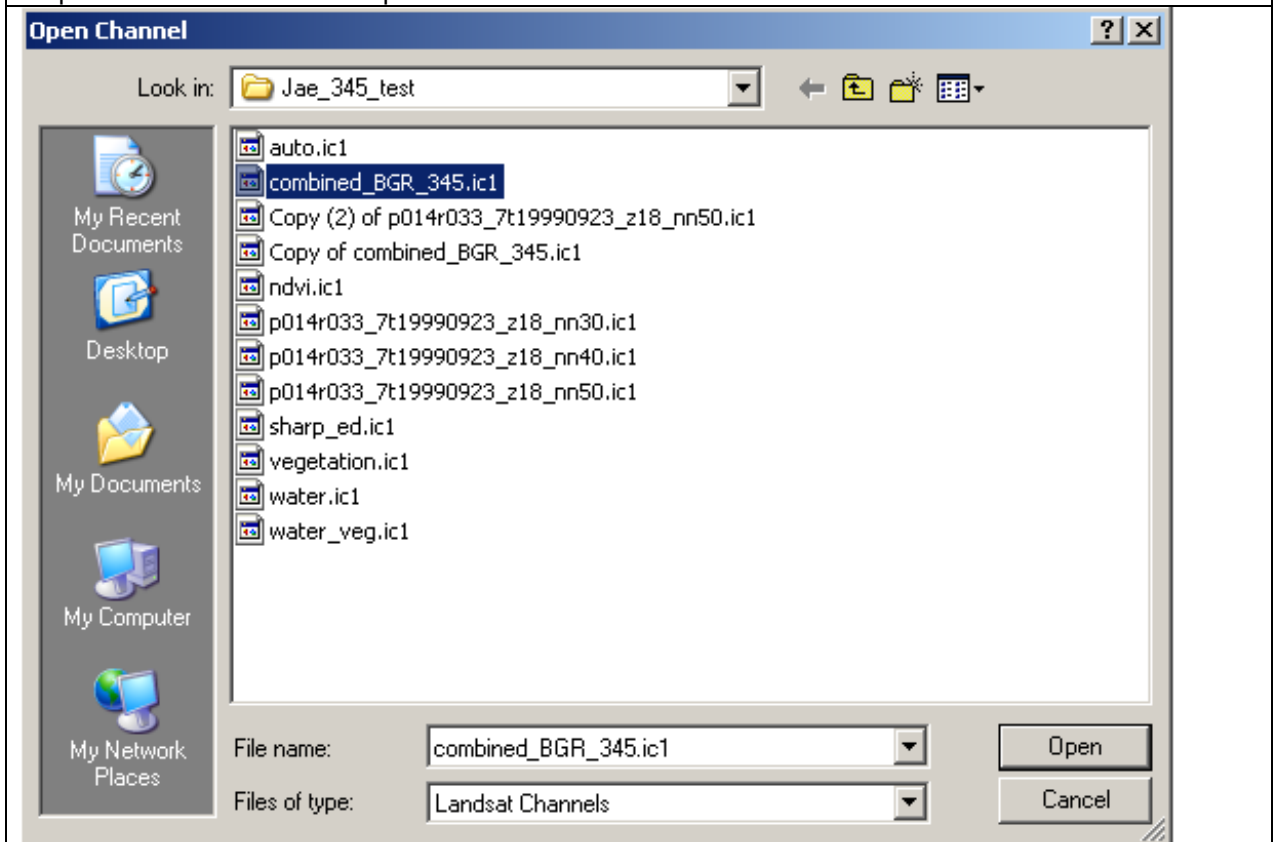 Open Channel
Look in: Jae_345_test
My Recent Documents
Desktop
My Documents
My Computer
My Network Places
auto.ic1
combined_BGR_345.ic1
Copy (2) of p014r033_7t19990923_z18_nn50.ic1
Copy of combined_BGR_345.ic1
ndvi.ic1
p014r033_7t19990923_z18_nn30.ic1
p014r033_7t19990923_z18_nn40.ic1
p014r033_7t19990923_z18_nn50.ic1
sharp_ed.ic1
vegetation.ic1
water.ic1
water_veg.ic1
File name: combined_BGR_345.ic1 Open
Files of type: Landsat Channels Cancel